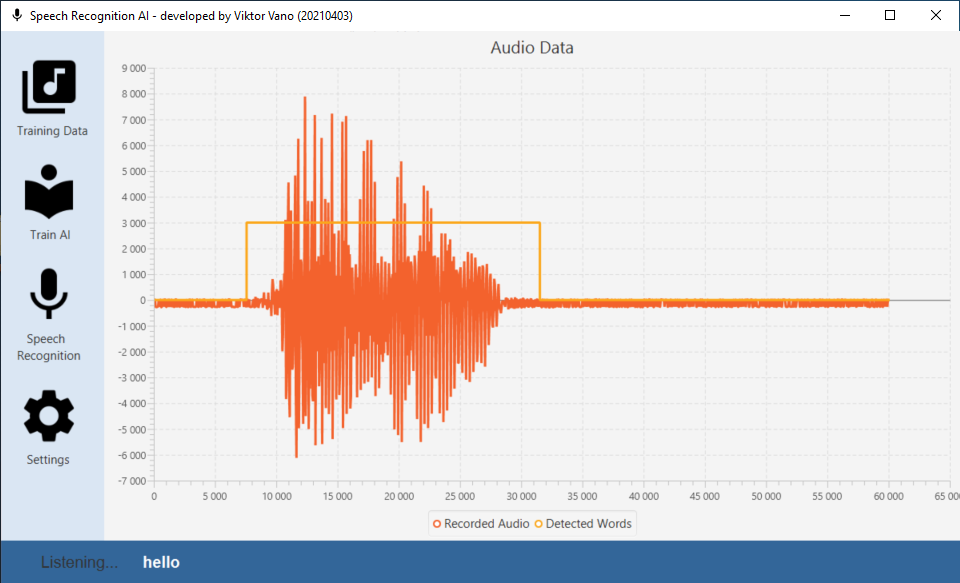 Speech Recognition AI - developed by Viktor Vano (20210403)
Training Data
Train AI
Speech
Recognition
Settings
Audio Data
9 000
8 000
7 000
6 000
5 000
4 000
3 000
2 000
1 000
0
-1 000
-2 000
-3 000
-4 000
-5 000
-6 000
-7 000
0 5 000 10 000 15 000 20 000 25 000 30 000 35 000 40 000 45 000 50 000 55 000 60 000 65 00
Recorded Audio Detected Words
Listening... hello